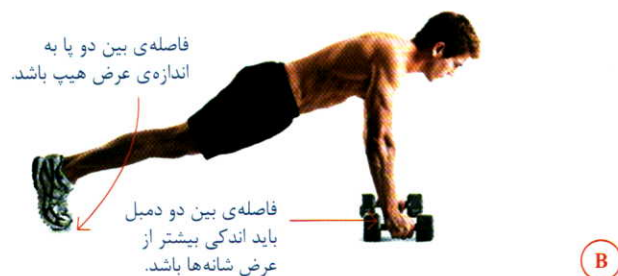 فاصله‌ی بین دو پا به
اندازه‌ی عرض هیپ باشد.
فاصله‌ی بین دو دمبل
باید اندکی بیشتر از
عرض شانه‌ها باشد.
B